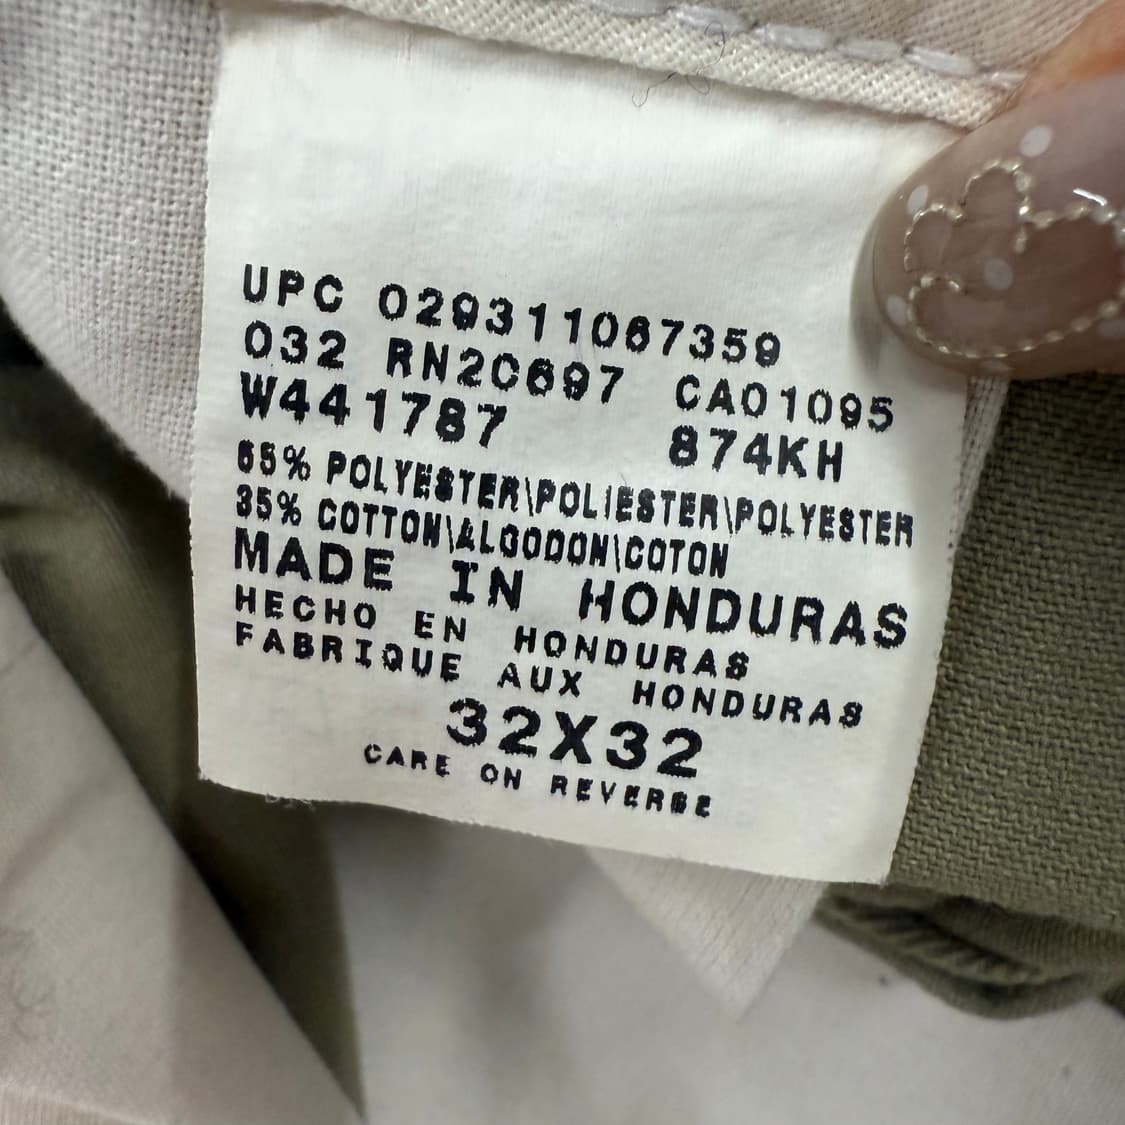 UPC 029311067359
032 RN20697 CA01095
W441787 874KH
65% POLYESTER\POLIESTER\POLYESTER
35% COTTON\ALGODON\COTON
MADE IN HONDURAS
HECHO EN HONDURAS
FABRIQUE AUX HONDURAS
32X32
CARE ON REVERSE